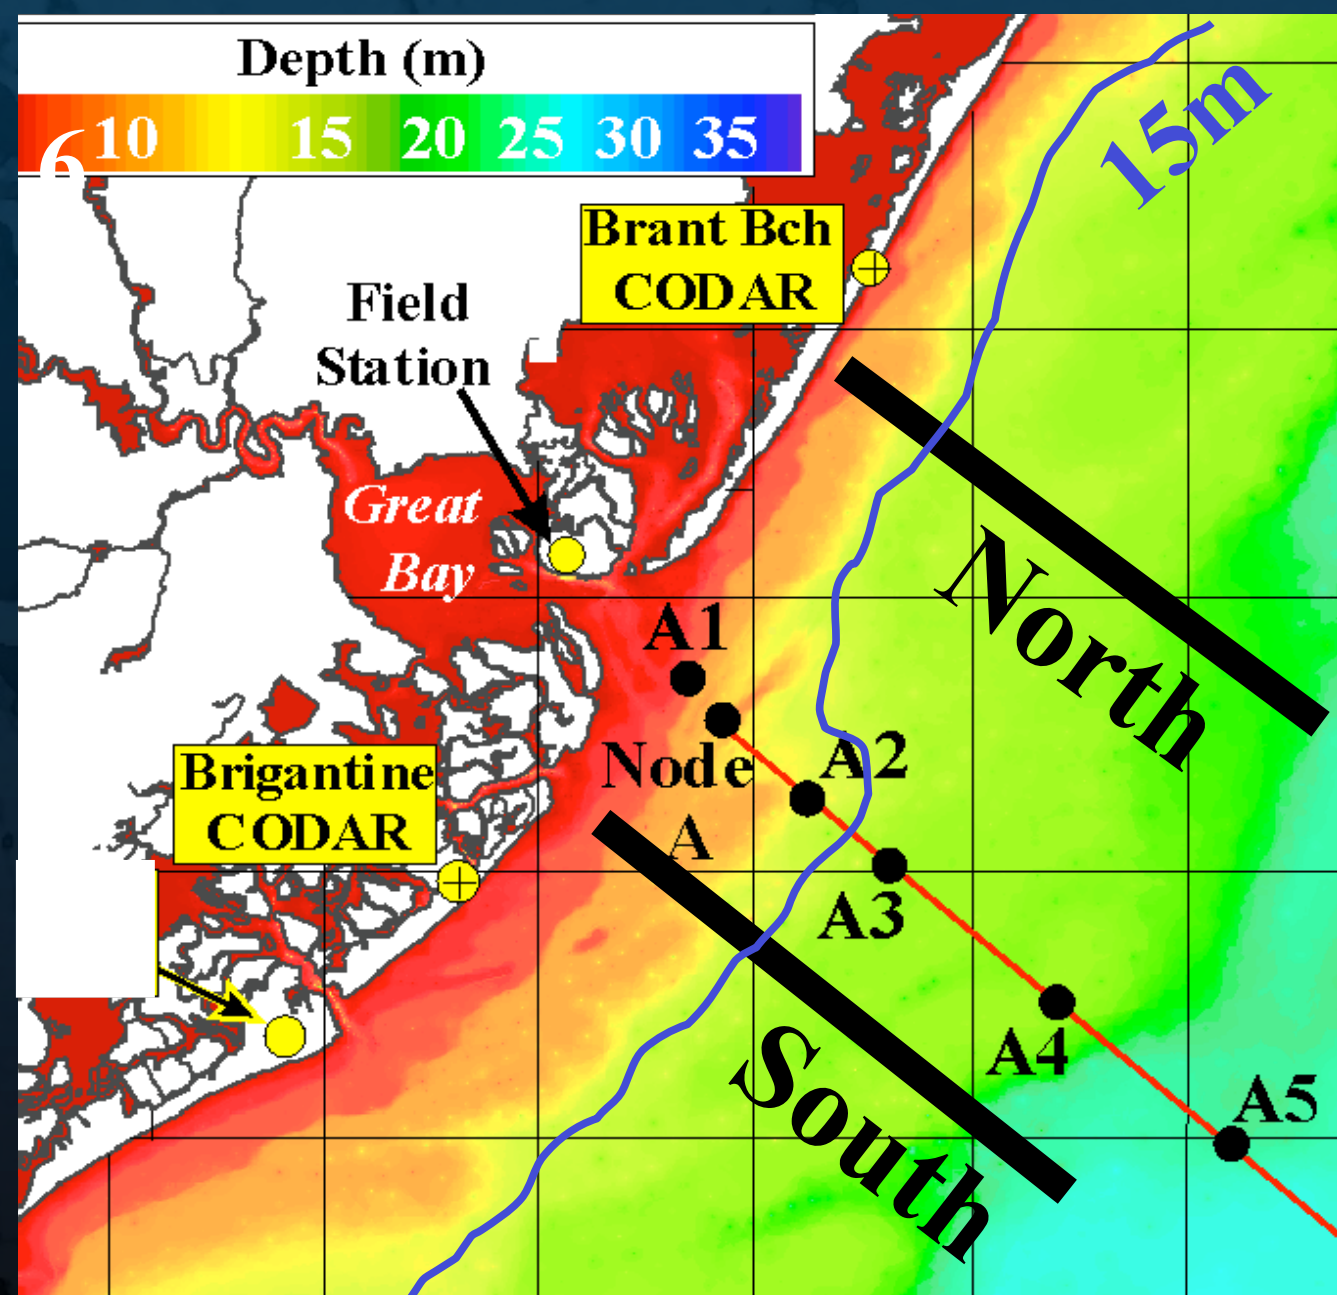 Depth (m)
6 10 15 20 25 30 35
15m
Brant Bch
CODAR
Field
Station
Great
Bay
North
A1
Node
A
A2
Brigantine
CODAR
A3
A4
South
A5